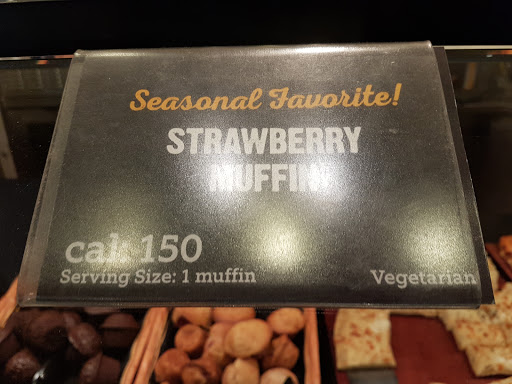 Seasonal Favorite!
STRAWBERRY
MUFFIN
cal: 150
Serving Size: 1 muffin
Vegetarian